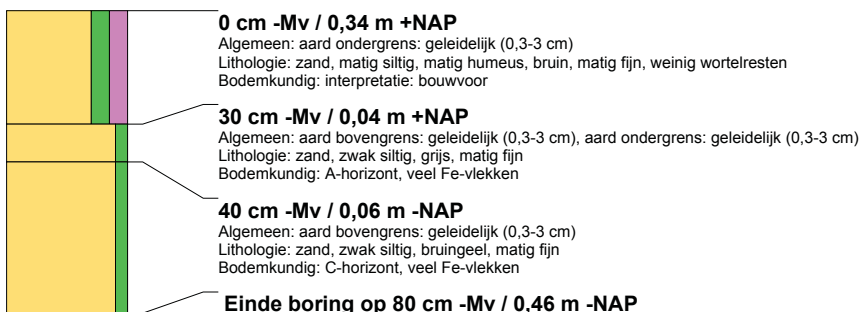 0 cm -Mv / 0,34 m +NAP
Algemeen: aard ondergrens: geleidelijk (0,3-3 cm)
Lithologie: zand, matig siltig, matig humeus, bruin, matig fijn, weinig wortelresten
Bodemkundig: interpretatie: bouwvoor
30 cm -Mv / 0,04 m +NAP
Algemeen: aard bovengrens: geleidelijk (0,3-3 cm), aard ondergrens: geleidelijk (0,3-3 cm)
Lithologie: zand, zwak siltig, grijs, matig fijn
Bodemkundig: A-horizont, veel Fe-vlekken
40 cm -Mv / 0,06 m -NAP
Algemeen: aard bovengrens: geleidelijk (0,3-3 cm)
Lithologie: zand, zwak siltig, bruingeel, matig fijn
Bodemkundig: C-horizont, veel Fe-vlekken
Einde boring op 80 cm -Mv / 0,46 m -NAP